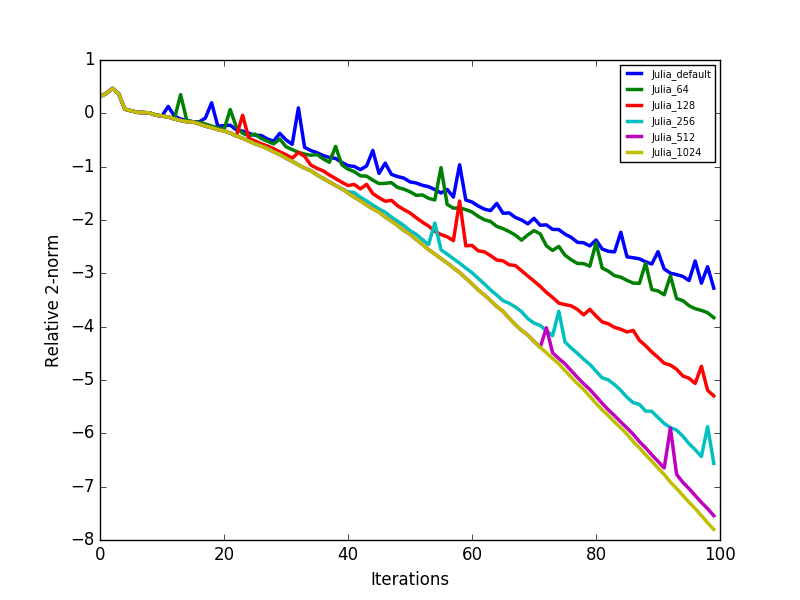 Julia_default
Julia_64
Julia_128
Julia_256
Julia_512
Julia_1024
Relative 2-norm
1
0
−1
−2
−3
−4
−5
−6
−7
−8
0 20 40 60 80 100
Iterations